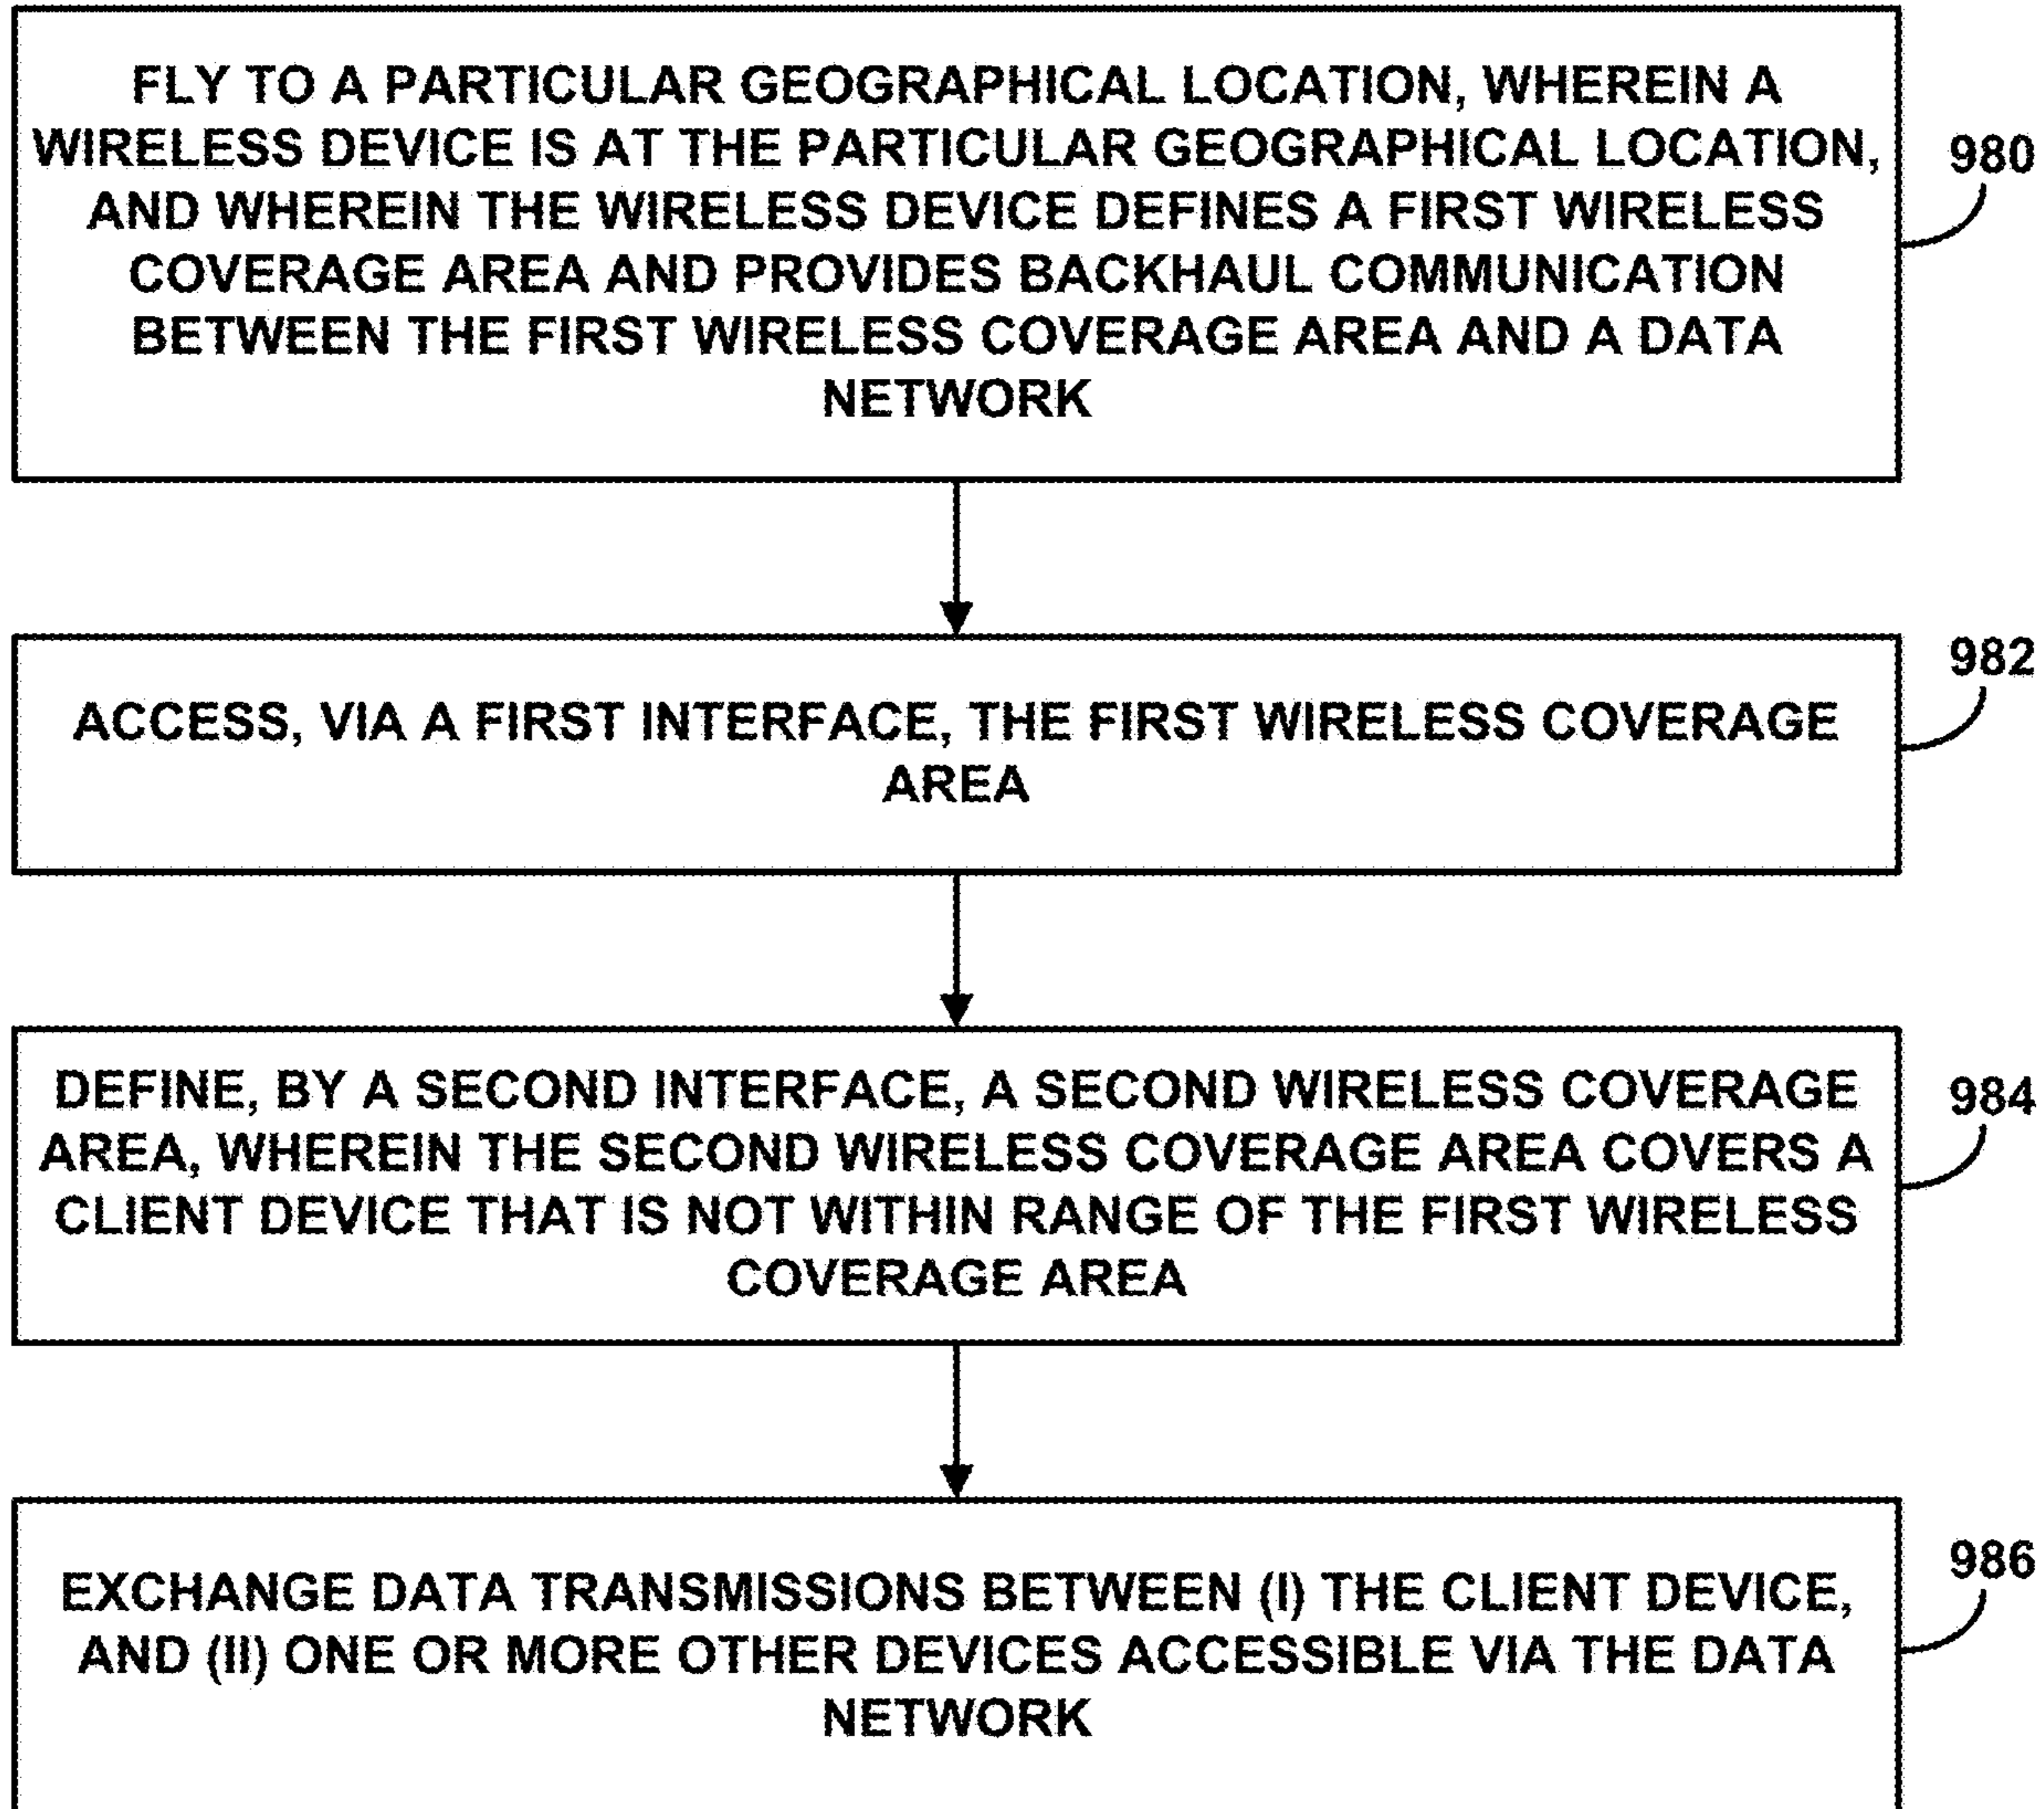 FLY TO A PARTICULAR GEOGRAPHICAL LOCATION, WHEREIN A
WIRELESS DEVICE IS AT THE PARTICULAR GEOGRAPHICAL LOCATION,
AND WHEREIN THE WIRELESS DEVICE DEFINES A FIRST WIRELESS
COVERAGE AREA AND PROVIDES BACKHAUL COMMUNICATION
BETWEEN THE FIRST WIRELESS COVERAGE AREA AND A DATA
NETWORK
980
ACCESS, VIA A FIRST INTERFACE, THE FIRST WIRELESS COVERAGE
AREA
982
DEFINE, BY A SECOND INTERFACE, A SECOND WIRELESS COVERAGE
AREA, WHEREIN THE SECOND WIRELESS COVERAGE AREA COVERS A
CLIENT DEVICE THAT IS NOT WITHIN RANGE OF THE FIRST WIRELESS
COVERAGE AREA
984
EXCHANGE DATA TRANSMISSIONS BETWEEN (I) THE CLIENT DEVICE,
AND (II) ONE OR MORE OTHER DEVICES ACCESSIBLE VIA THE DATA
NETWORK
986